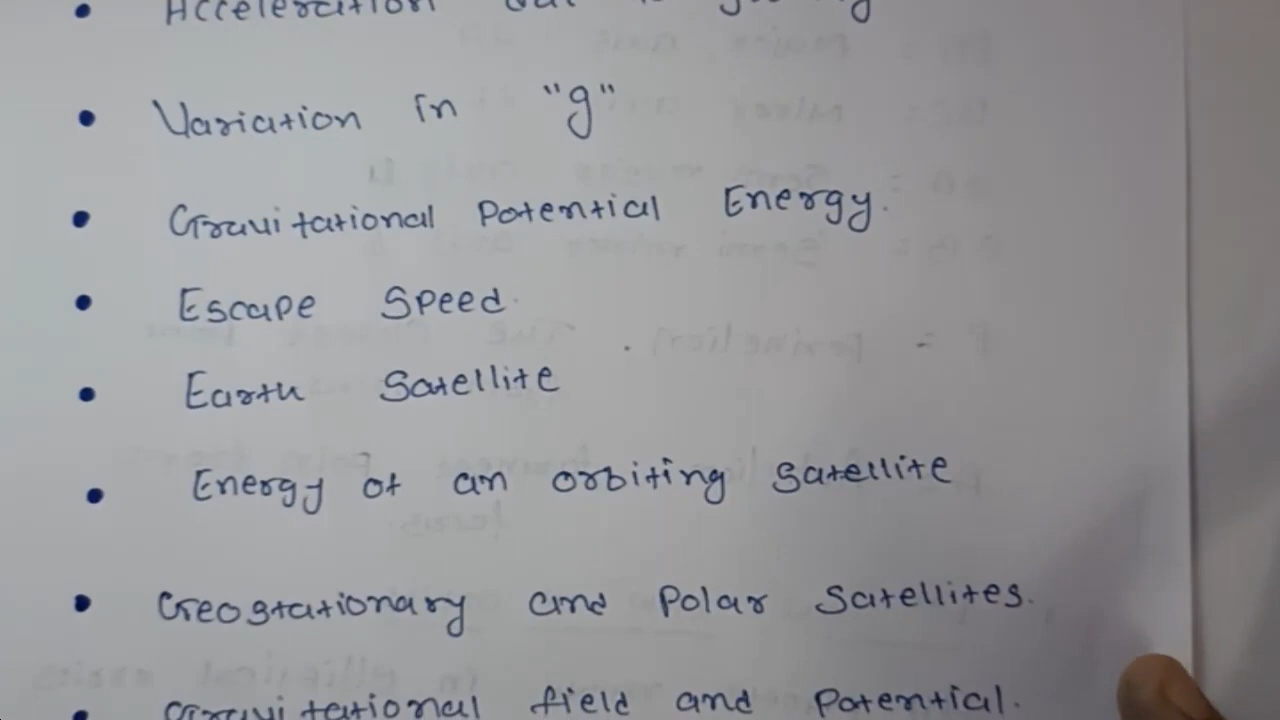 • Acceleration
• Variation in "g"
• Gravitational Potential Energy.
• Escape Speed.
• Earth Satellite
• Energy of an orbiting Satellite
• Geostationary and Polar Satellites.
• Gravitational field and Potential.